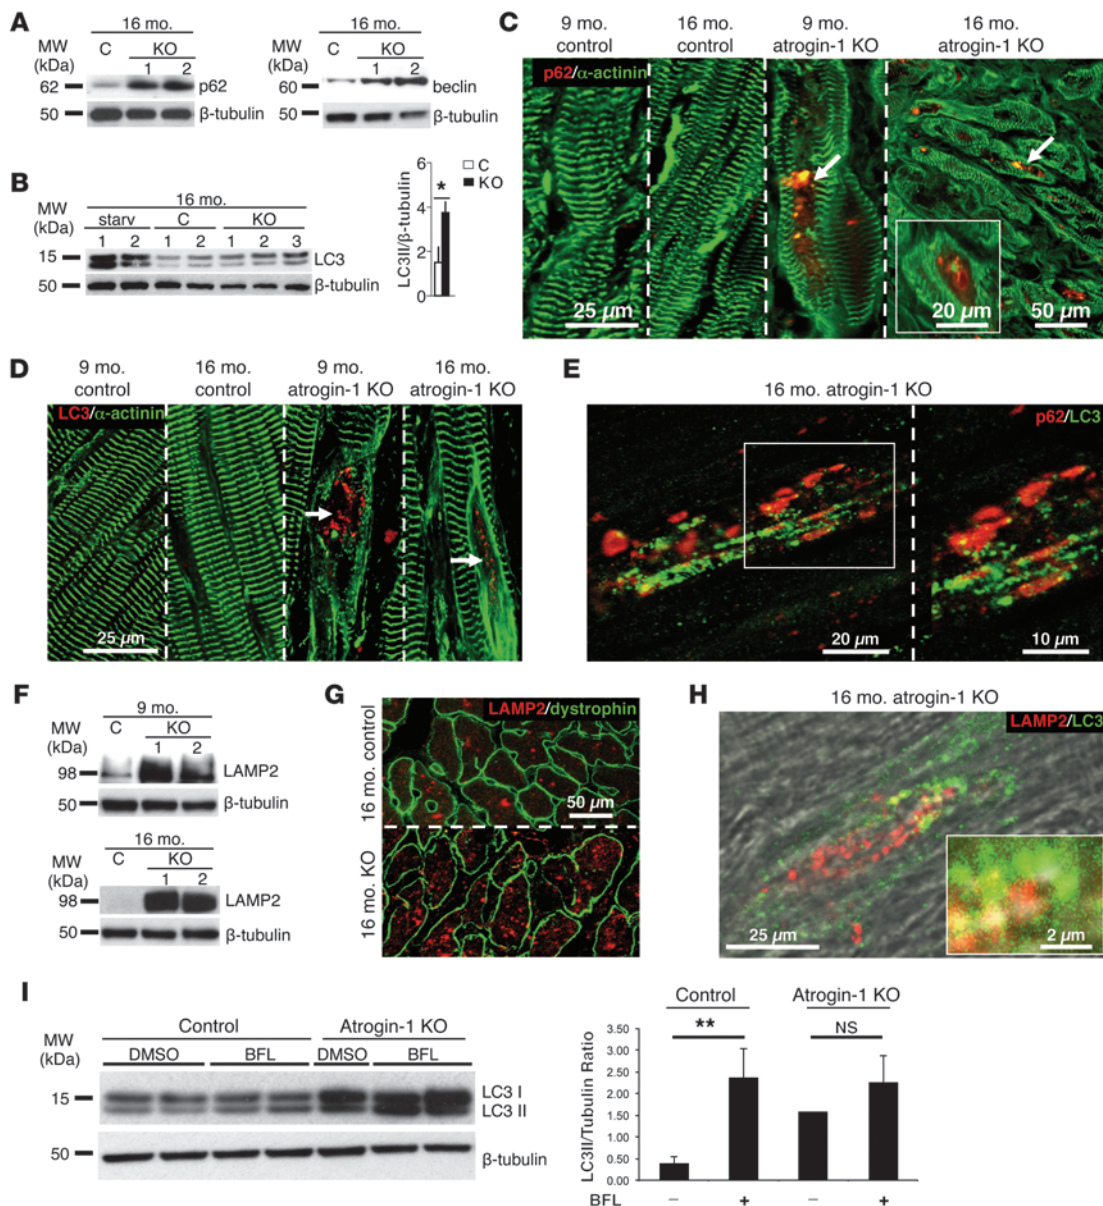 A
16 mo.
MW
(kDa)
C
KO
1
2
62
p62
50
β-tubulin
16 mo.
MW
(kDa)
C
KO
1
2
60
beclin
50
β-tubulin
B
16 mo.
MW
(kDa)
starv
C
KO
1 2 1 2 1 2 3
15
LC3
50
β-tubulin
C
KO
6
4
2
0
*
LC3II/β-tubulin
C
9 mo.
control
16 mo.
control
9 mo.
atrogin-1 KO
16 mo.
atrogin-1 KO
p62/α-actinin
25 µm
20 µm
50 µm
D
9 mo.
control
16 mo.
control
9 mo.
atrogin-1 KO
16 mo.
atrogin-1 KO
LC3/α-actinin
25 µm
E
16 mo. atrogin-1 KO
p62/LC3
20 µm
10 µm
F
9 mo.
MW
(kDa)
C
KO
1
2
98
LAMP2
50
β-tubulin
16 mo.
MW
(kDa)
C
KO
1
2
98
LAMP2
50
β-tubulin
G
LAMP2/dystrophin
16 mo. control
50 µm
16 mo. KO
H
16 mo. atrogin-1 KO
LAMP2/LC3
25 µm
2 µm
I
Control
Atrogin-1 KO
MW
(kDa)
DMSO
BFL
DMSO
BFL
15
LC3 I
LC3 II
50
β-tubulin
Control
Atrogin-1 KO
**
NS
LC3II/Tubulin Ratio
3.50
3.00
2.50
2.00
1.50
1.00
0.50
0.00
BFL
–
+
–
+